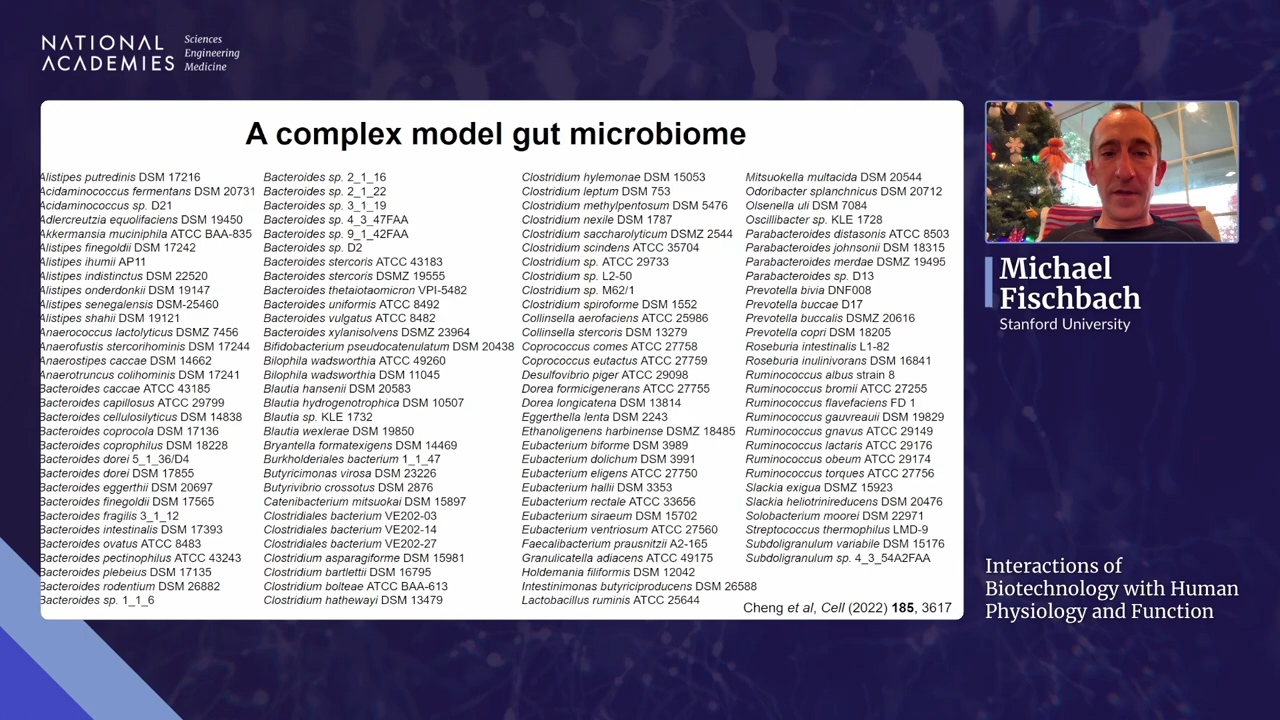 NATIONAL
ACADEMIES
Sciences
Engineering
Medicine
A complex model gut microbiome
Alistipes putredinis DSM 17216
Acidaminococcus fermentans DSM 20731
Acidaminococcus sp. D21
Adlercreutzia equolifaciens DSM 19450
Akkermansia muciniphila ATCC BAA-835
Alistipes finegoldii DSM 17242
Alistipes ihumii AP11
Alistipes indistinctus DSM 22520
Alistipes onderdonkii DSM 19147
Alistipes senegalensis DSM-25460
Alistipes shahii DSM 19121
Anaerococcus lactolyticus DSMZ 7456
Anaerofustis stercorihominis DSM 17244
Anaerostipes caccae DSM 14662
Anaerotruncus colihominis DSM 17241
Bacteroides caccae ATCC 43185
Bacteroides capillosus ATCC 29799
Bacteroides cellulosilyticus DSM 14838
Bacteroides coprocola DSM 17136
Bacteroides coprophilus DSM 18228
Bacteroides dorei 5_1_36/D4
Bacteroides dorei DSM 17855
Bacteroides eggerthii DSM 20697
Bacteroides finegoldii DSM 17565
Bacteroides fragilis 3_1_12
Bacteroides intestinalis DSM 17393
Bacteroides ovatus ATCC 8483
Bacteroides pectinophilus ATCC 43243
Bacteroides plebeius DSM 17135
Bacteroides rodentium DSM 26882
Bacteroides sp. 1_1_6
Bacteroides sp. 2_1_16
Bacteroides sp. 2_1_22
Bacteroides sp. 3_1_19
Bacteroides sp. 4_3_47FAA
Bacteroides sp. 9_1_42FAA
Bacteroides sp. D2
Bacteroides stercoris ATCC 43183
Bacteroides stercoris DSMZ 19555
Bacteroides thetaiotaomicron VPI-5482
Bacteroides uniformis ATCC 8492
Bacteroides vulgatus ATCC 8482
Bacteroides xylanisolvens DSMZ 23964
Bifidobacterium pseudocatenulatum DSM 20438
Bilophila wadsworthia ATCC 49260
Bilophila wadsworthia DSM 11045
Blautia hansenii DSM 20583
Blautia hydrogenotrophica DSM 10507
Blautia sp. KLE 1732
Blautia wexlerae DSM 19850
Bryantella formatexigens DSM 14469
Burkholderiales bacterium 1_1_47
Butyricimonas virosa DSM 23226
Butyrivibrio crossotus DSM 2876
Catenibacterium mitsuokai DSM 15897
Clostridiales bacterium VE202-03
Clostridiales bacterium VE202-14
Clostridiales bacterium VE202-27
Clostridium asparagiforme DSM 15981
Clostridium bartlettii DSM 16795
Clostridium bolteae ATCC BAA-613
Clostridium hathewayi DSM 13479
Clostridium hylemonae DSM 15053
Clostridium leptum DSM 753
Clostridium methylpentosum DSM 5476
Clostridium nexile DSM 1787
Clostridium saccharolyticum DSMZ 2544
Clostridium scindens ATCC 35704
Clostridium sp. ATCC 29733
Clostridium sp. L2-50
Clostridium sp. M62/1
Clostridium spiroforme DSM 1552
Collinsella aerofaciens ATCC 25986
Collinsella stercoris DSM 13279
Coprococcus comes ATCC 27758
Coprococcus eutactus ATCC 27759
Desulfovibrio piger ATCC 29098
Dorea formicigenerans ATCC 27755
Dorea longicatena DSM 13814
Eggerthella lenta DSM 2243
Ethanoligenens harbinense DSMZ 18485
Eubacterium biforme DSM 3989
Eubacterium dolichum DSM 3991
Eubacterium eligens ATCC 27750
Eubacterium hallii DSM 3353
Eubacterium rectale ATCC 33656
Eubacterium siraeum DSM 15702
Eubacterium ventriosum ATCC 27560
Faecalibacterium prausnitzii A2-165
Granulicatella adiacens ATCC 49175
Holdemania filiformis DSM 12042
Intestinimonas butyriciproducens DSM 26588
Lactobacillus ruminis ATCC 25644
Mitsuokella multacida DSM 20544
Odoribacter splanchnicus DSM 20712
Olsenella uli DSM 7084
Oscillibacter sp. KLE 1728
Parabacteroides distasonis ATCC 8503
Parabacteroides johnsonii DSM 18315
Parabacteroides merdae DSMZ 19495
Parabacteroides sp. D13
Prevotella bivia DNF008
Prevotella buccae D17
Prevotella buccalis DSMZ 20616
Prevotella copri DSM 18205
Roseburia intestinalis L1-82
Roseburia inulinivorans DSM 16841
Ruminococcus albus strain 8
Ruminococcus bromii ATCC 27255
Ruminococcus flavefaciens FD 1
Ruminococcus gauvreauii DSM 19829
Ruminococcus gnavus ATCC 29149
Ruminococcus lactaris ATCC 29176
Ruminococcus obeum ATCC 29174
Ruminococcus torques ATCC 27756
Slackia exigua DSMZ 15923
Slackia heliotrinireducens DSM 20476
Solobacterium moorei DSM 22971
Streptococcus thermophilus LMD-9
Subdoligranulum variabile DSM 15176
Subdoligranulum sp. 4_3_54A2FAA
Cheng et al, Cell (2022) 185, 3617
Michael
Fischbach
Stanford University
Interactions of
Biotechnology with Human
Physiology and Function